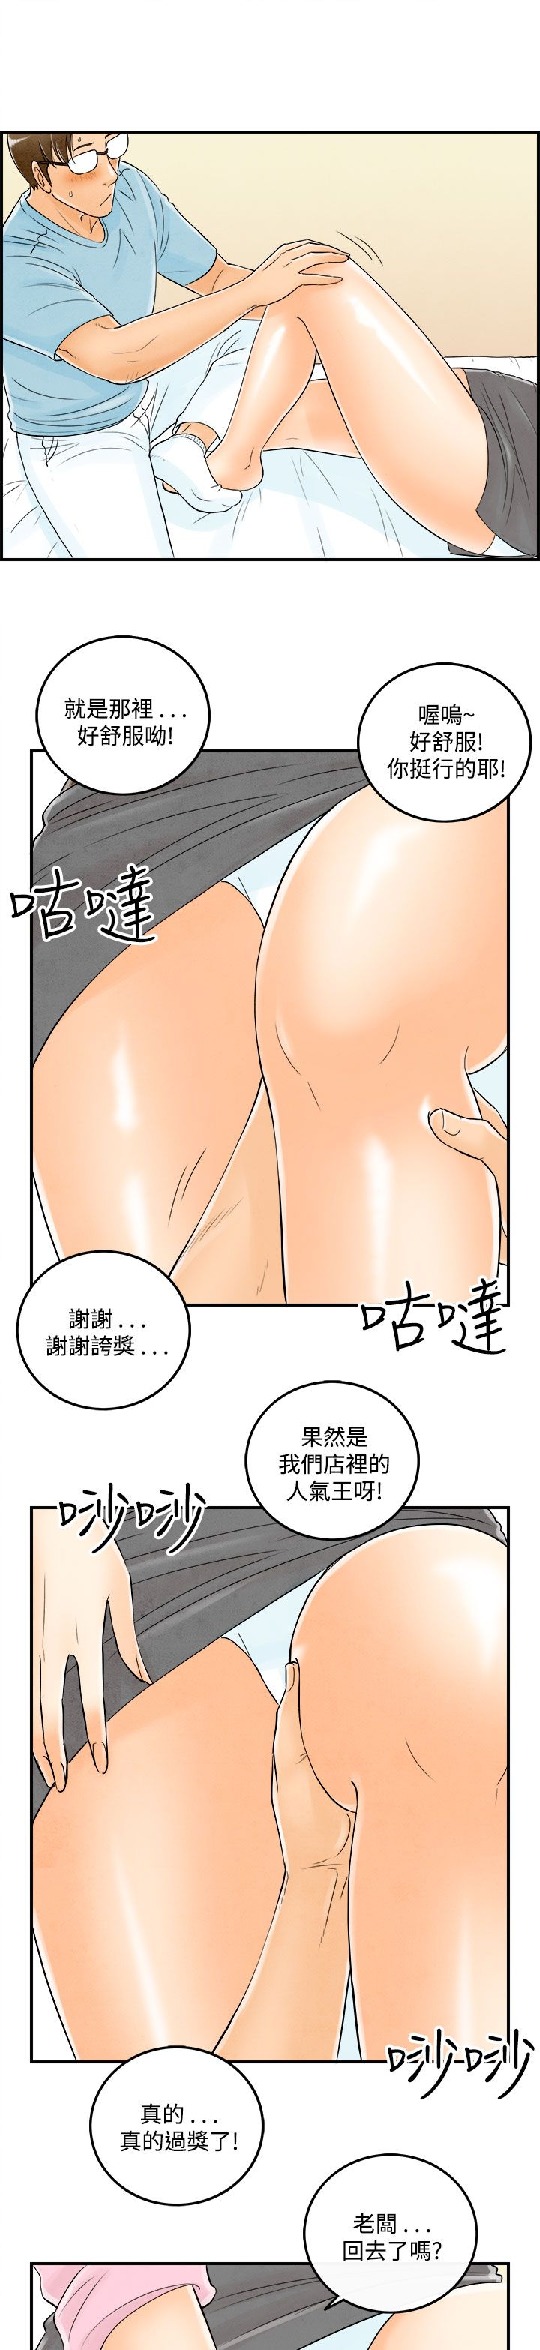 就是那裡...
好舒服呦!
喔嗚~
好舒服!
你挺行的耶!
咕噠
謝謝...
謝謝誇獎...
咕噠
果然是
我們店裡的
人氣王呀!
唦唦
唦唦
真的...
真的過獎了!
老闆...
回去了嗎?